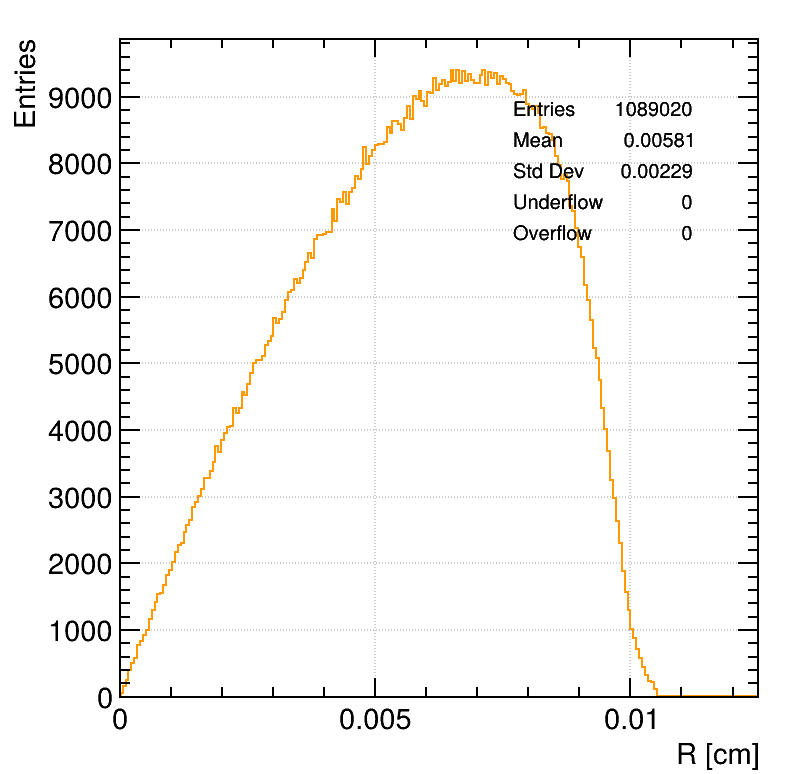 Entries
9000
8000
7000
6000
5000
4000
3000
2000
1000
0
Entries 1089020
Mean 0.00581
Std Dev 0.00229
Underflow 0
Overflow 0
0 0.005 0.01
R [cm]